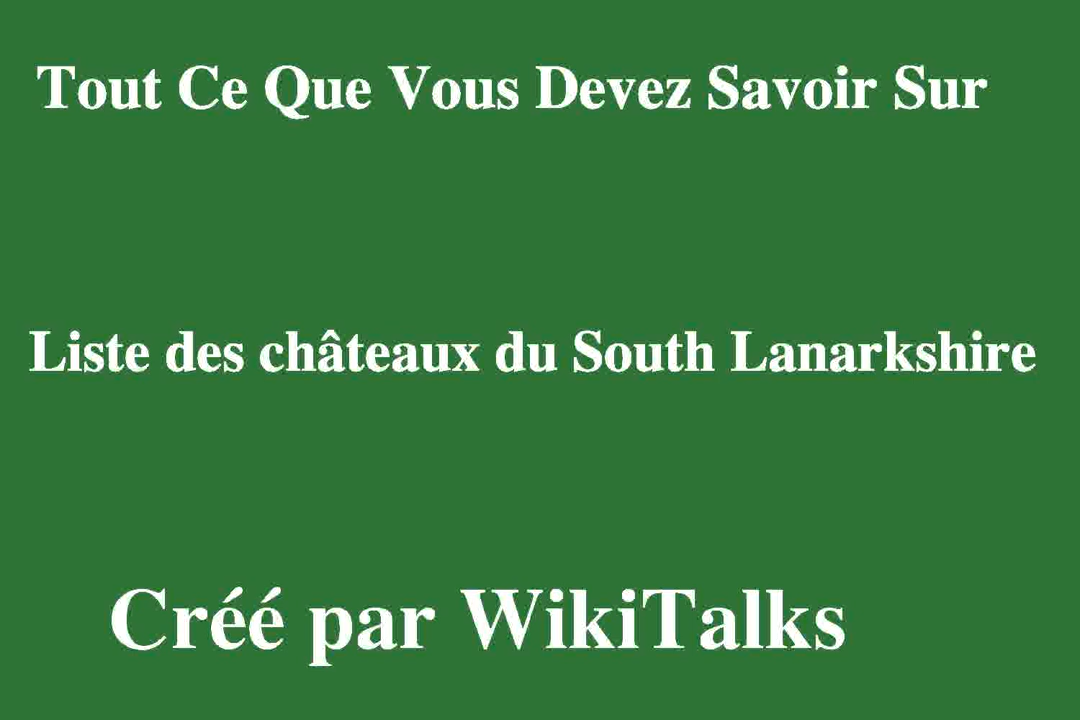 Tout Ce Que Vous Devez Savoir Sur
Liste des châteaux du South Lanarkshire
Créé par WikiTalks